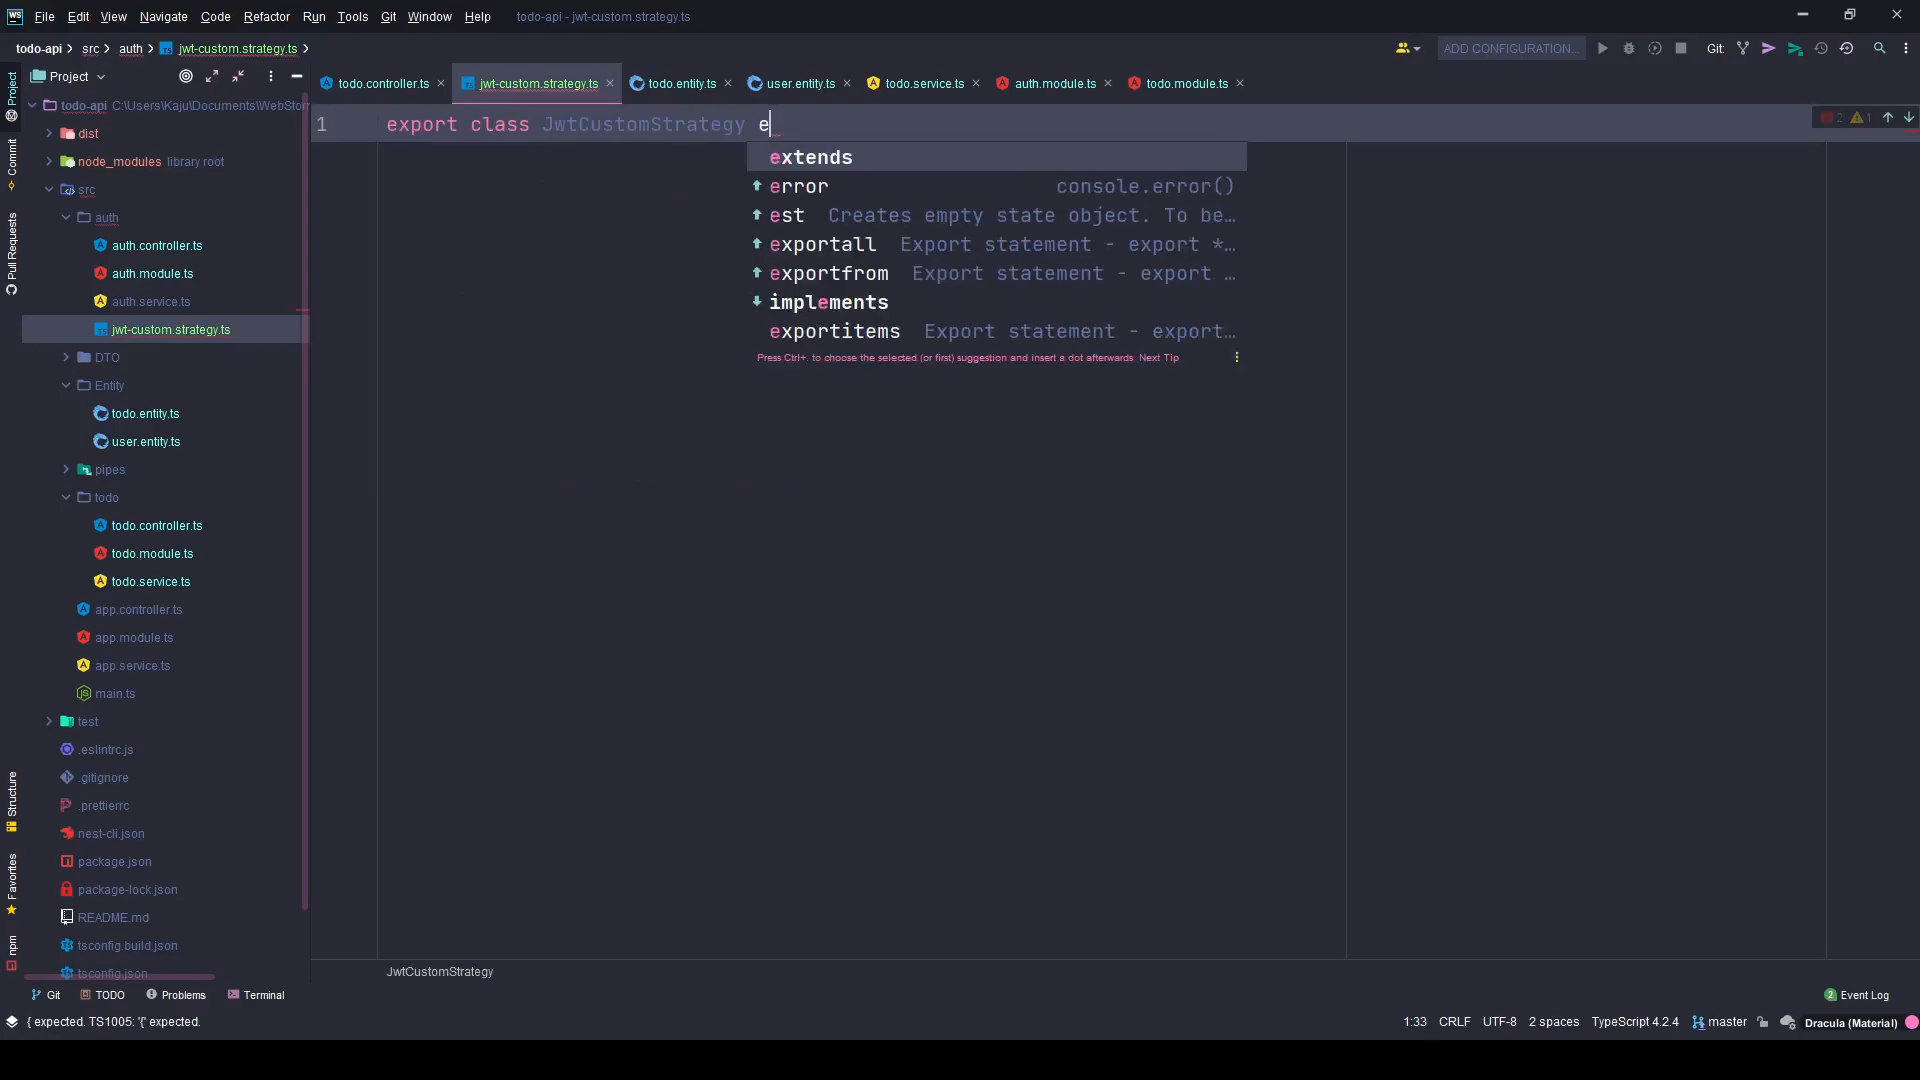 WS File Edit View Navigate Code Refactor Run Tools Git Window Help todo-api - jwt-custom.strategy.ts
todo-api src auth TS jwt-custom.strategy.ts ADD CONFIGURATION... Git:
Project
todo.controller.ts jwt-custom.strategy.ts todo.entity.ts user.entity.ts todo.service.ts auth.module.ts todo.module.ts
Project
Commit
Pull Requests
Structure
Favorites
npm
todo-api C:\Users\Kaju\Documents\WebStor
dist
node_modules library root
src
auth
auth.controller.ts
auth.module.ts
auth.service.ts
jwt-custom.strategy.ts
DTO
Entity
todo.entity.ts
user.entity.ts
pipes
todo
todo.controller.ts
todo.module.ts
todo.service.ts
app.controller.ts
app.module.ts
app.service.ts
main.ts
test
.eslintrc.js
.gitignore
.prettierrc
nest-cli.json
package.json
package-lock.json
README.md
tsconfig.build.json
tsconfig.json
1 export class JwtCustomStrategy e
2 1
extends
error console.error()
est Creates empty state object. To be…
exportall Export statement - export *…
exportfrom Export statement - export …
implements
exportitems Export statement - export…
Press Ctrl+. to choose the selected (or first) suggestion and insert a dot afterwards Next Tip
JwtCustomStrategy
Git TODO Problems Terminal 2 Event Log
{ expected. TS1005: '{' expected. 1:33 CRLF UTF-8 2 spaces TypeScript 4.2.4 master Dracula (Material)